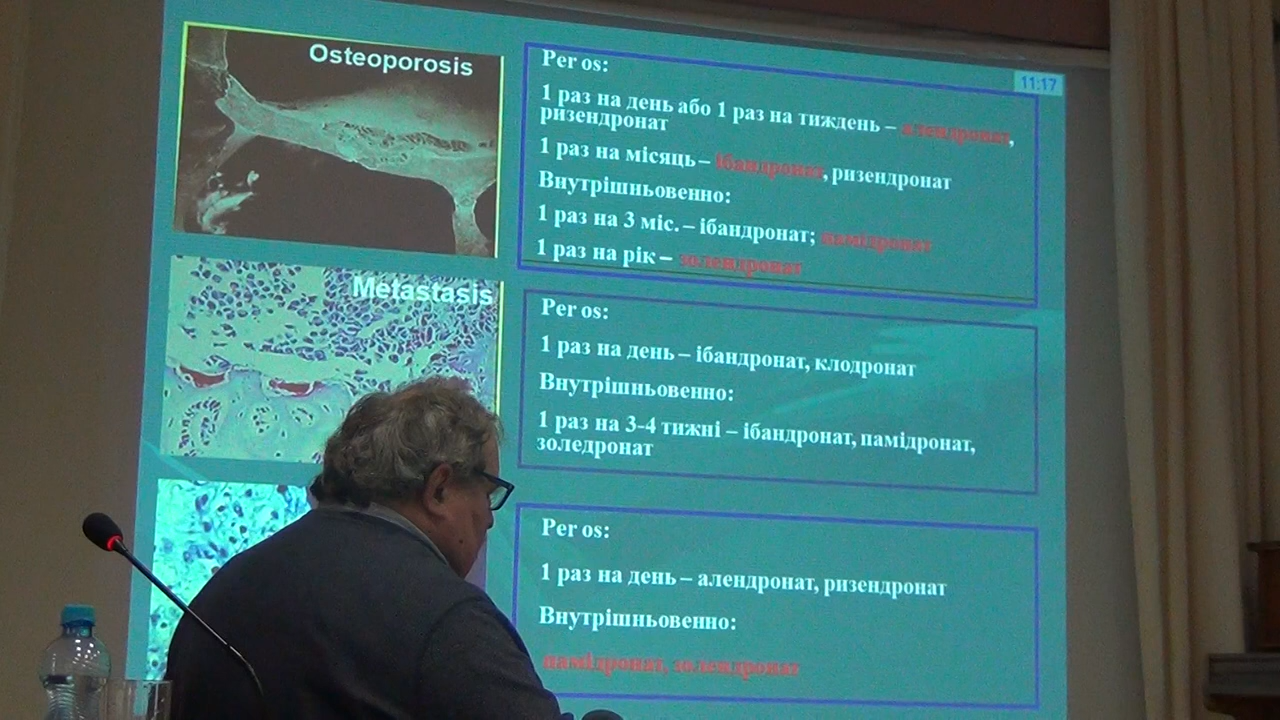 Osteoporosis
Per os:
11:17
1 раз на день або 1 раз на тиждень – алендронат,
ризендронат
1 раз на місяць – ібандронат, ризендронат
Внутрішньовенно:
1 раз на 3 міс. – ібандронат; памідронат
1 раз на рік – золендронат
Metastasis
Per os:
1 раз на день – ібандронат, клодронат
Внутрішньовенно:
1 раз на 3-4 тижні – ібандронат, памідронат,
золедронат
Per os:
1 раз на день – алендронат, ризендронат
Внутрішньовенно:
памідронат, золендронат